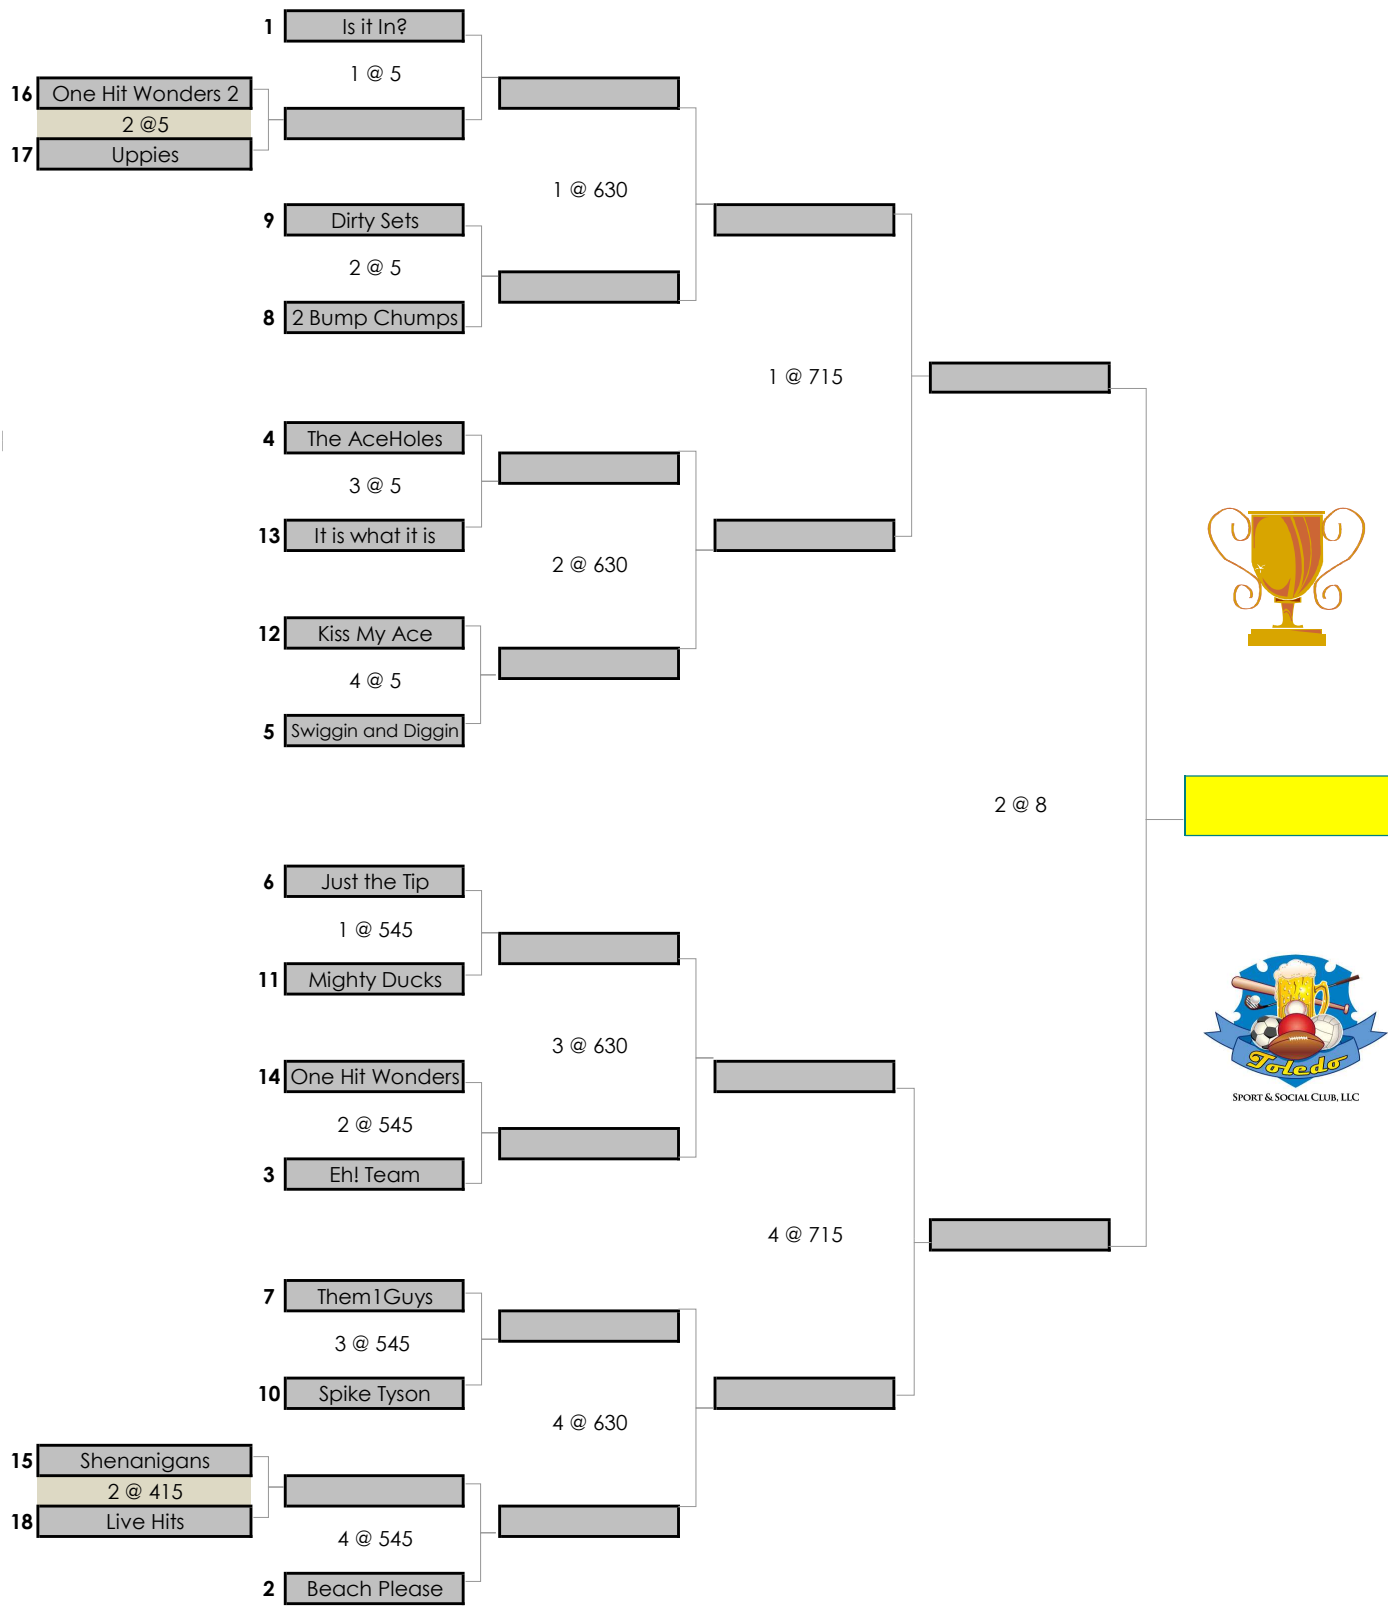 1 Is it In?
1 @ 5
16 One Hit Wonders 2
2 @5
17 Uppies
1 @ 630
9 Dirty Sets
2 @ 5
8 2 Bump Chumps
1 @ 715
4 The AceHoles
3 @ 5
13 It is what it is
2 @ 630
12 Kiss My Ace
4 @ 5
5 Swiggin and Diggin
2 @ 8
6 Just the Tip
1 @ 545
11 Mighty Ducks
3 @ 630
14 One Hit Wonders
2 @ 545
3 Eh! Team
Toledo
SPORT & SOCIAL CLUB, LLC
4 @ 715
7 Them1Guys
3 @ 545
10 Spike Tyson
4 @ 630
15 Shenanigans
2 @ 415
18 Live Hits
4 @ 545
2 Beach Please